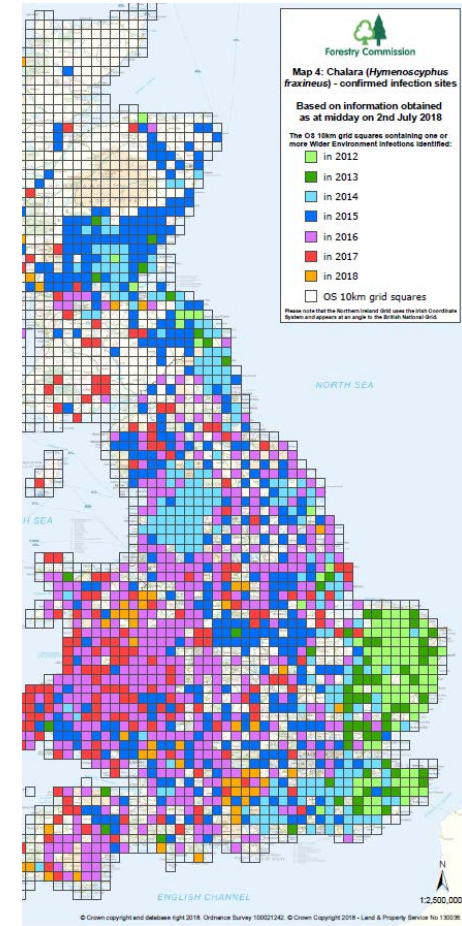 Forestry Commission
Map 4: Chalara (Hymenoscyphus
fraxineus) - confirmed infection sites
Based on information obtained
as at midday on 2nd July 2018
The OS 10km grid squares containing one or
more Wider Environment Infections identified:
in 2012
in 2013
in 2014
in 2015
in 2016
in 2017
in 2018
OS 10km grid squares
Please note that the Northern Ireland Grid uses the Irish Coordinate
System and appears at an angle to the British National Grid.
NORTH SEA
H SEA
N
1:2,500,000
ENGLISH CHANNEL
© Crown copyright and database right 2018. Ordnance Survey 100021242. © Crown Copyright 2018 - Land & Property Service No 130036.